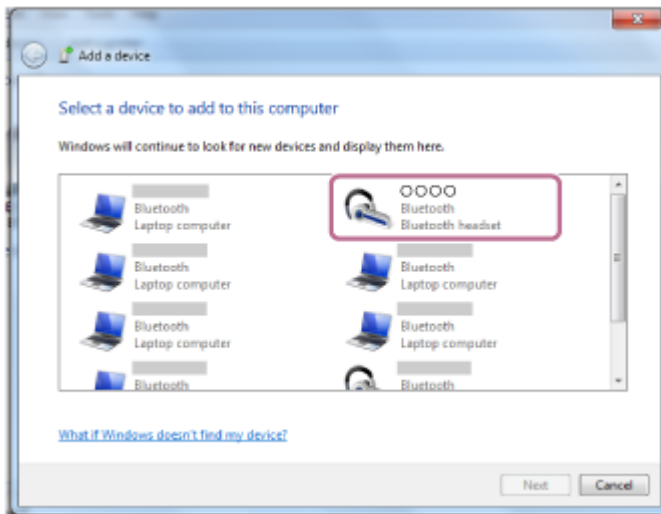 Add a device
Select a device to add to this computer
Windows will continue to look for new devices and display them here.
Bluetooth
Laptop computer
○○○○
Bluetooth
Bluetooth headset
Bluetooth
Laptop computer
Bluetooth
Laptop computer
Bluetooth
Laptop computer
Bluetooth
Laptop computer
Bluetooth
Bluetooth
What if Windows doesn't find my device?
Next
Cancel